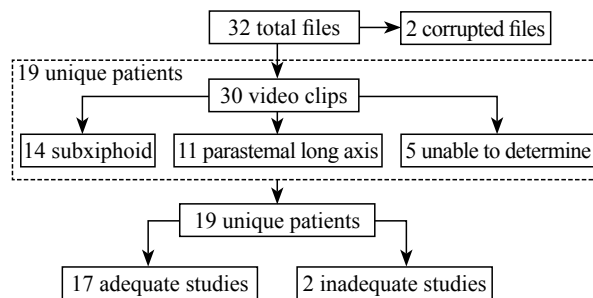 32 total files
2 corrupted files
19 unique patients
30 video clips
14 subxiphoid
11 parastemal long axis
5 unable to determine
19 unique patients
17 adequate studies
2 inadequate studies